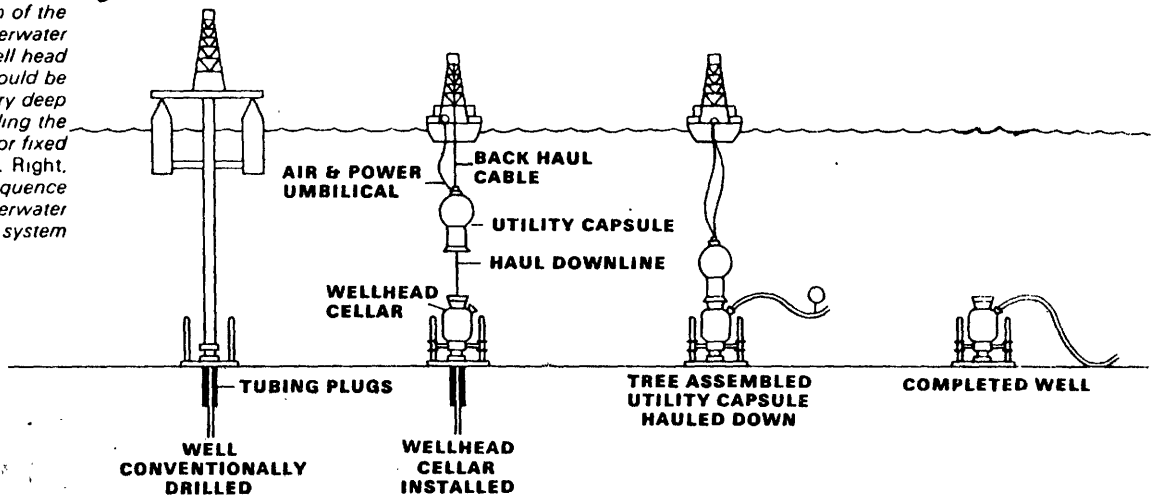 of the
erwater
ell head
ould be
ry deep
ling the
or fixed
. Right,
quence
erwater
system
AIR & POWER
UMBILICAL
BACK HAUL
CABLE
UTILITY CAPSULE
HAUL DOWNLINE
WELLHEAD
CELLAR
TUBING PLUGS
WELL
CONVENTIONALLY
DRILLED
WELLHEAD
CELLAR
INSTALLED
TREE ASSEMBLED
UTILITY CAPSULE
HAULED DOWN
COMPLETED WELL